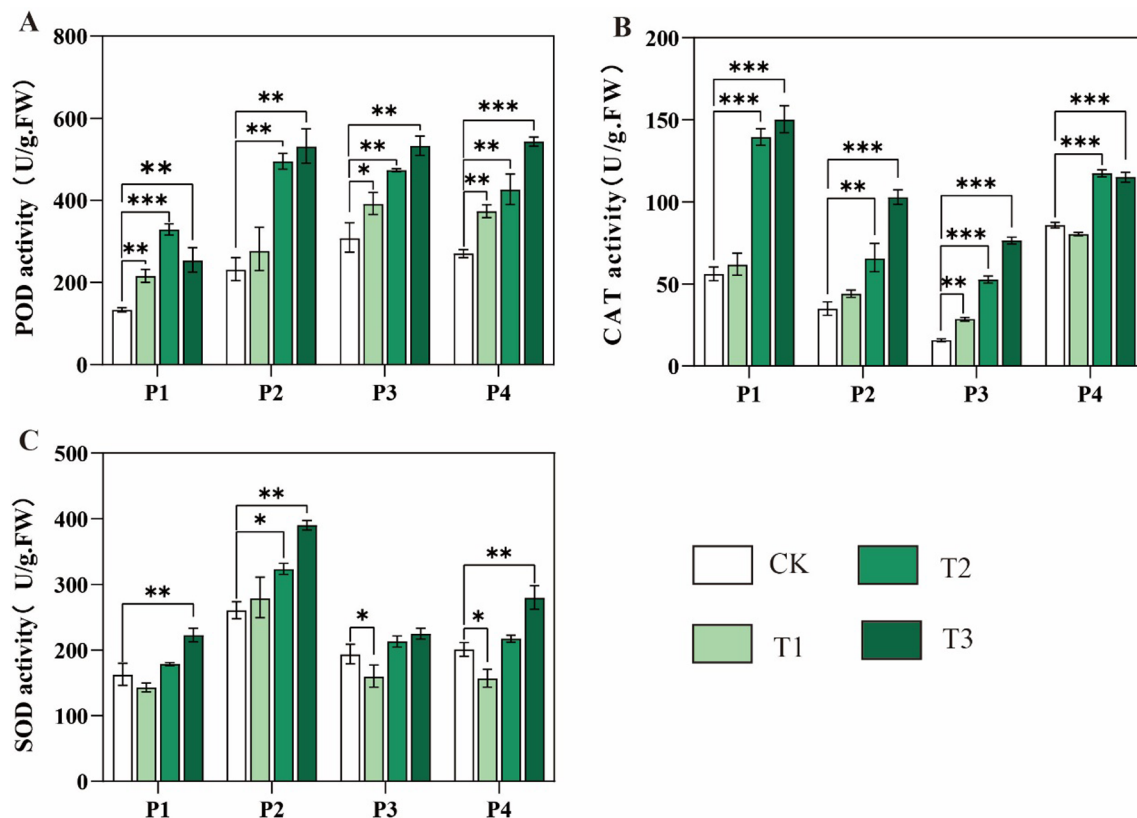 A
POD activity (U/g.FW)
800
600
400
200
0
** *** **
** **
* ** **
** ** ***
P1 P2 P3 P4
B
CAT activity(U/g.FW)
200
150
100
50
0
*** ***
** ***
** *** ***
*** ***
P1 P2 P3 P4
C
SOD activity( U/g.FW)
500
400
300
200
100
0
**
* **
*
* **
P1 P2 P3 P4
CK T2
T1 T3